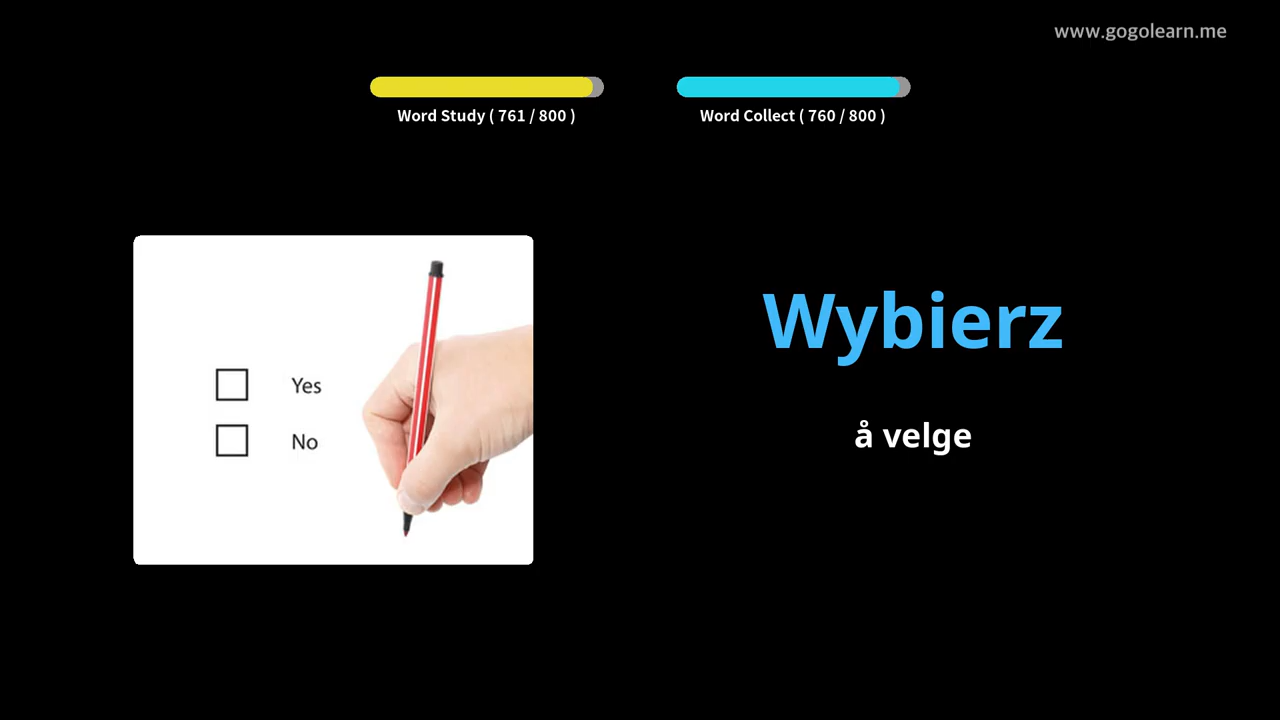 www.gogolearn.me
Word Study ( 761 / 800 )
Word Collect ( 760 / 800 )
Yes
No
Wybierz
å velge